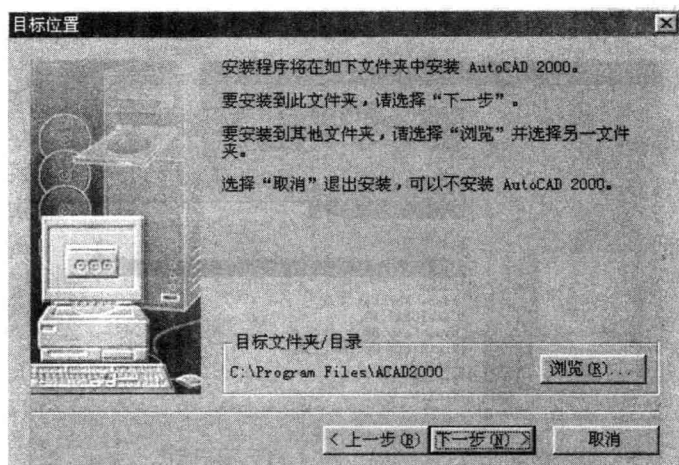 目标位置
安装程序将在如下文件夹中安装 AutoCAD 2000。
要安装到此文件夹，请选择“下一步”。
要安装到其他文件夹，请选择“浏览”并选择另一文件
夹。
选择“取消”退出安装，可以不安装 AutoCAD 2000。
目标文件夹/目录
C:\Program Files\ACAD2000
浏览(R)...
< 上一步(B)
下一步(N) >
取消